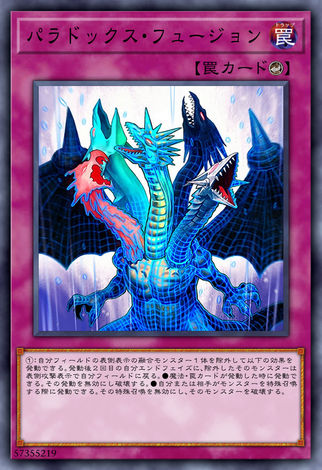 パラドックス・フュージョン
トラップ
罠
【罠カード】
①:自分フィールドの表側表示の融合モンスター1体を除外して以下の効果を
発動できる。発動後2回目の自分エンドフェイズに、除外したそのモンスターは
表側攻撃表示で自分フィールドに戻る。●魔法・罠カードが発動した時に発動で
きる。その発動を無効にし破壊する。●自分または相手がモンスターを特殊召喚
する際に発動できる。その特殊召喚を無効にし、そのモンスターを破壊する。
57355219